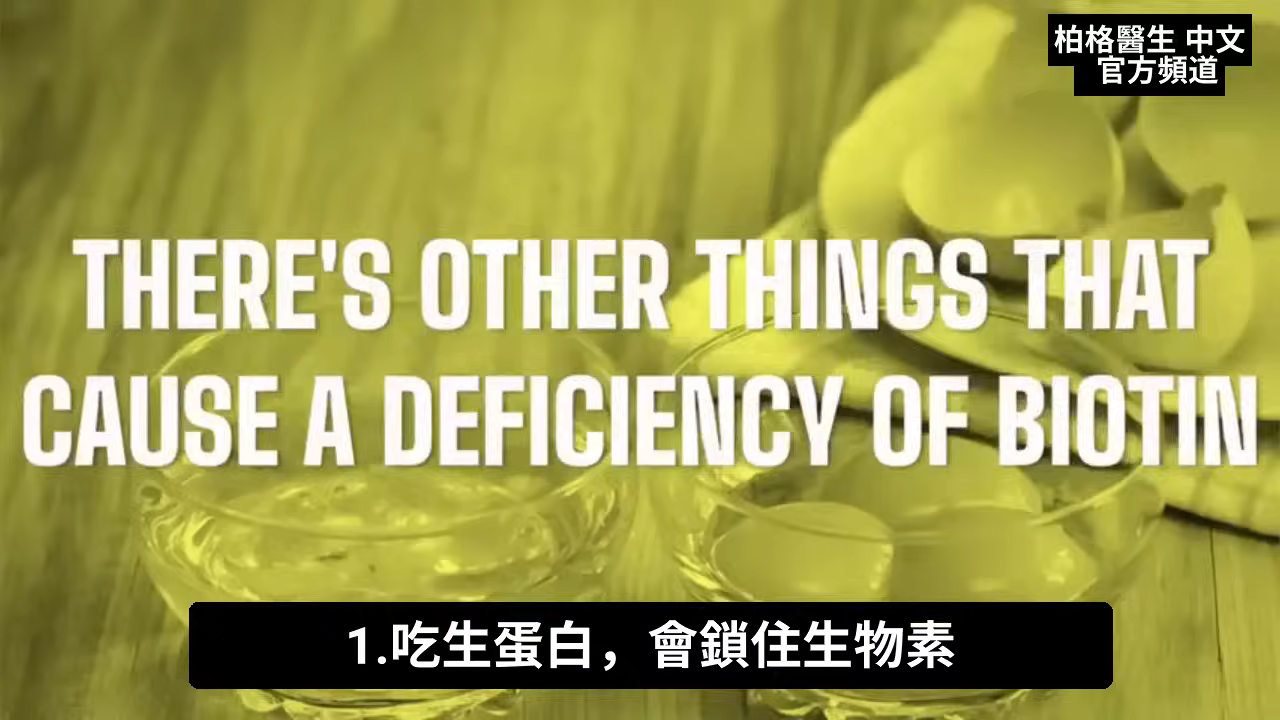 柏格醫生 中文
官方頻道
THERE'S OTHER THINGS THAT
CAUSE A DEFICIENCY OF BIOTIN
1.吃生蛋白，會鎖住生物素